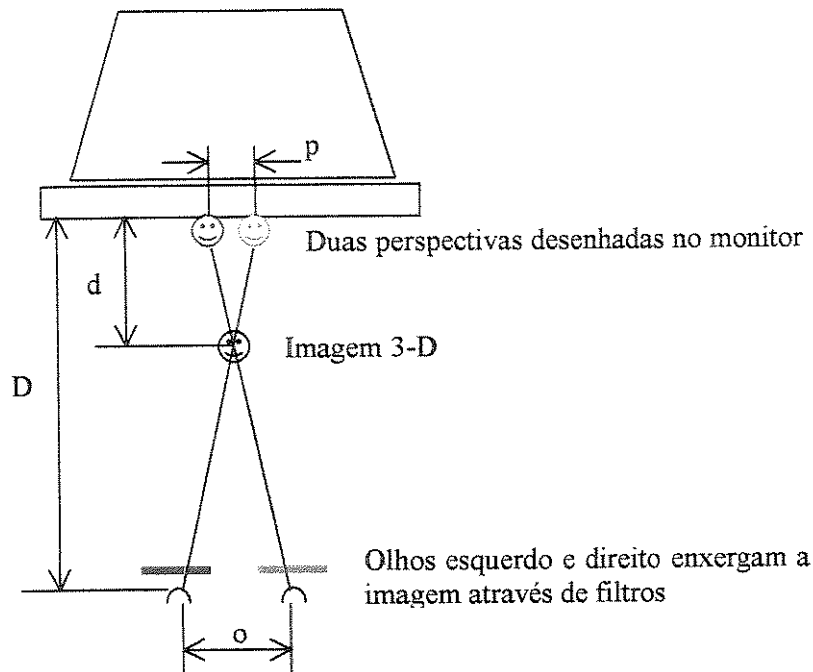 p
Duas perspectivas desenhadas no monitor
d
Imagem 3-D
D
Olhos esquerdo e direito enxergam a
imagem através de filtros
o